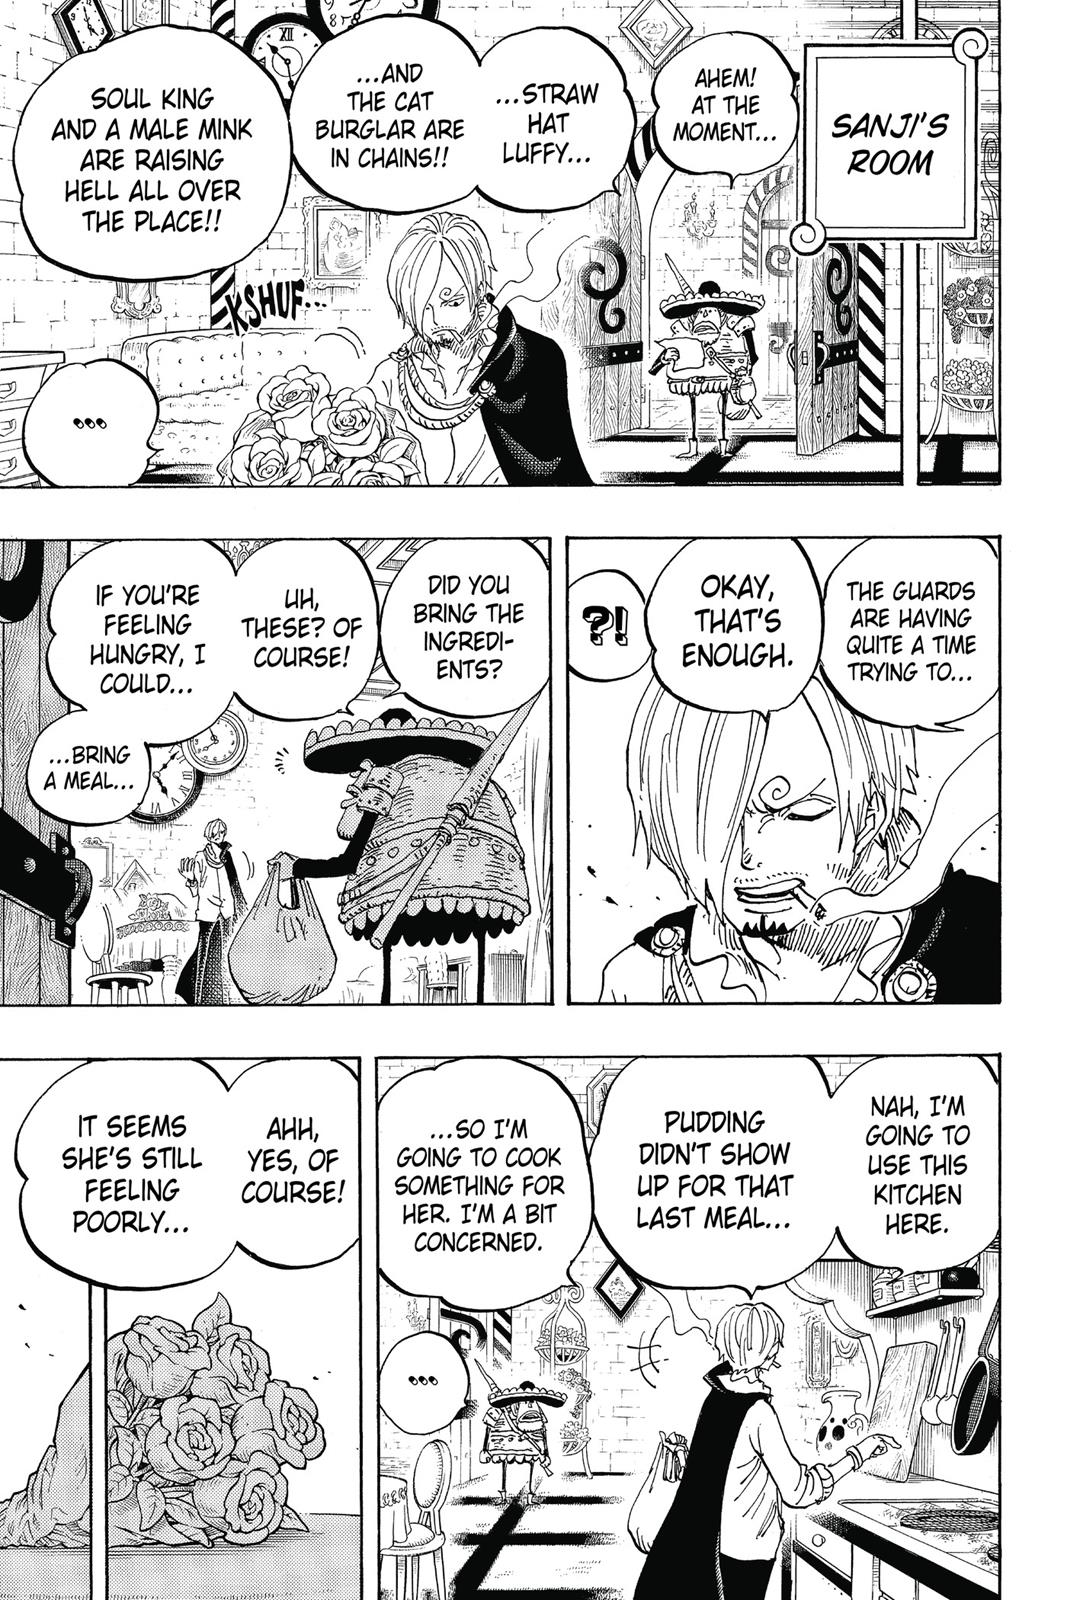 SANJI'S
ROOM
AHEM!
AT THE
MOMENT...
...STRAW
HAT
LUFFY...
...AND
THE CAT
BURGLAR ARE
IN CHAINS!!
SOUL KING
AND A MALE MINK
ARE RAISING
HELL ALL OVER
THE PLACE!!
XII
KSHUF...
...
THE GUARDS
ARE HAVING
QUITE A TIME
TRYING TO...
OKAY,
THAT'S
ENOUGH.
?!
DID YOU
BRING THE
INGREDI-
ENTS?
UH,
THESE? OF
COURSE!
IF YOU'RE
FEELING
HUNGRY, I
COULD...
...BRING
A MEAL...
NAH, I'M
GOING TO
USE THIS
KITCHEN
HERE.
PUDDING
DIDN'T SHOW
UP FOR THAT
LAST MEAL...
...SO I'M
GOING TO COOK
SOMETHING FOR
HER. I'M A BIT
CONCERNED.
...
AHH,
YES, OF
COURSE!
IT SEEMS
SHE'S STILL
FEELING
POORLY...